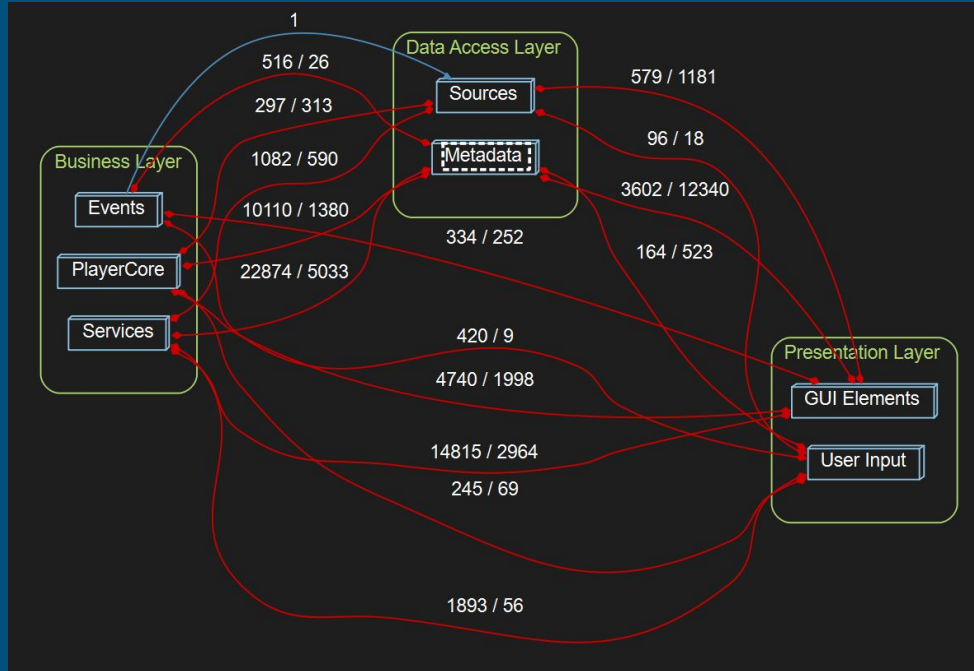 1
Data Access Layer
516 / 26
579 / 1181
Sources
297 / 313
96 / 18
Business Layer
1082 / 590
Metadata
3602 / 12340
Events
10110 / 1380
334 / 252
164 / 523
PlayerCore
22874 / 5033
Services
420 / 9
Presentation Layer
4740 / 1998
GUI Elements
14815 / 2964
User Input
245 / 69
1893 / 56